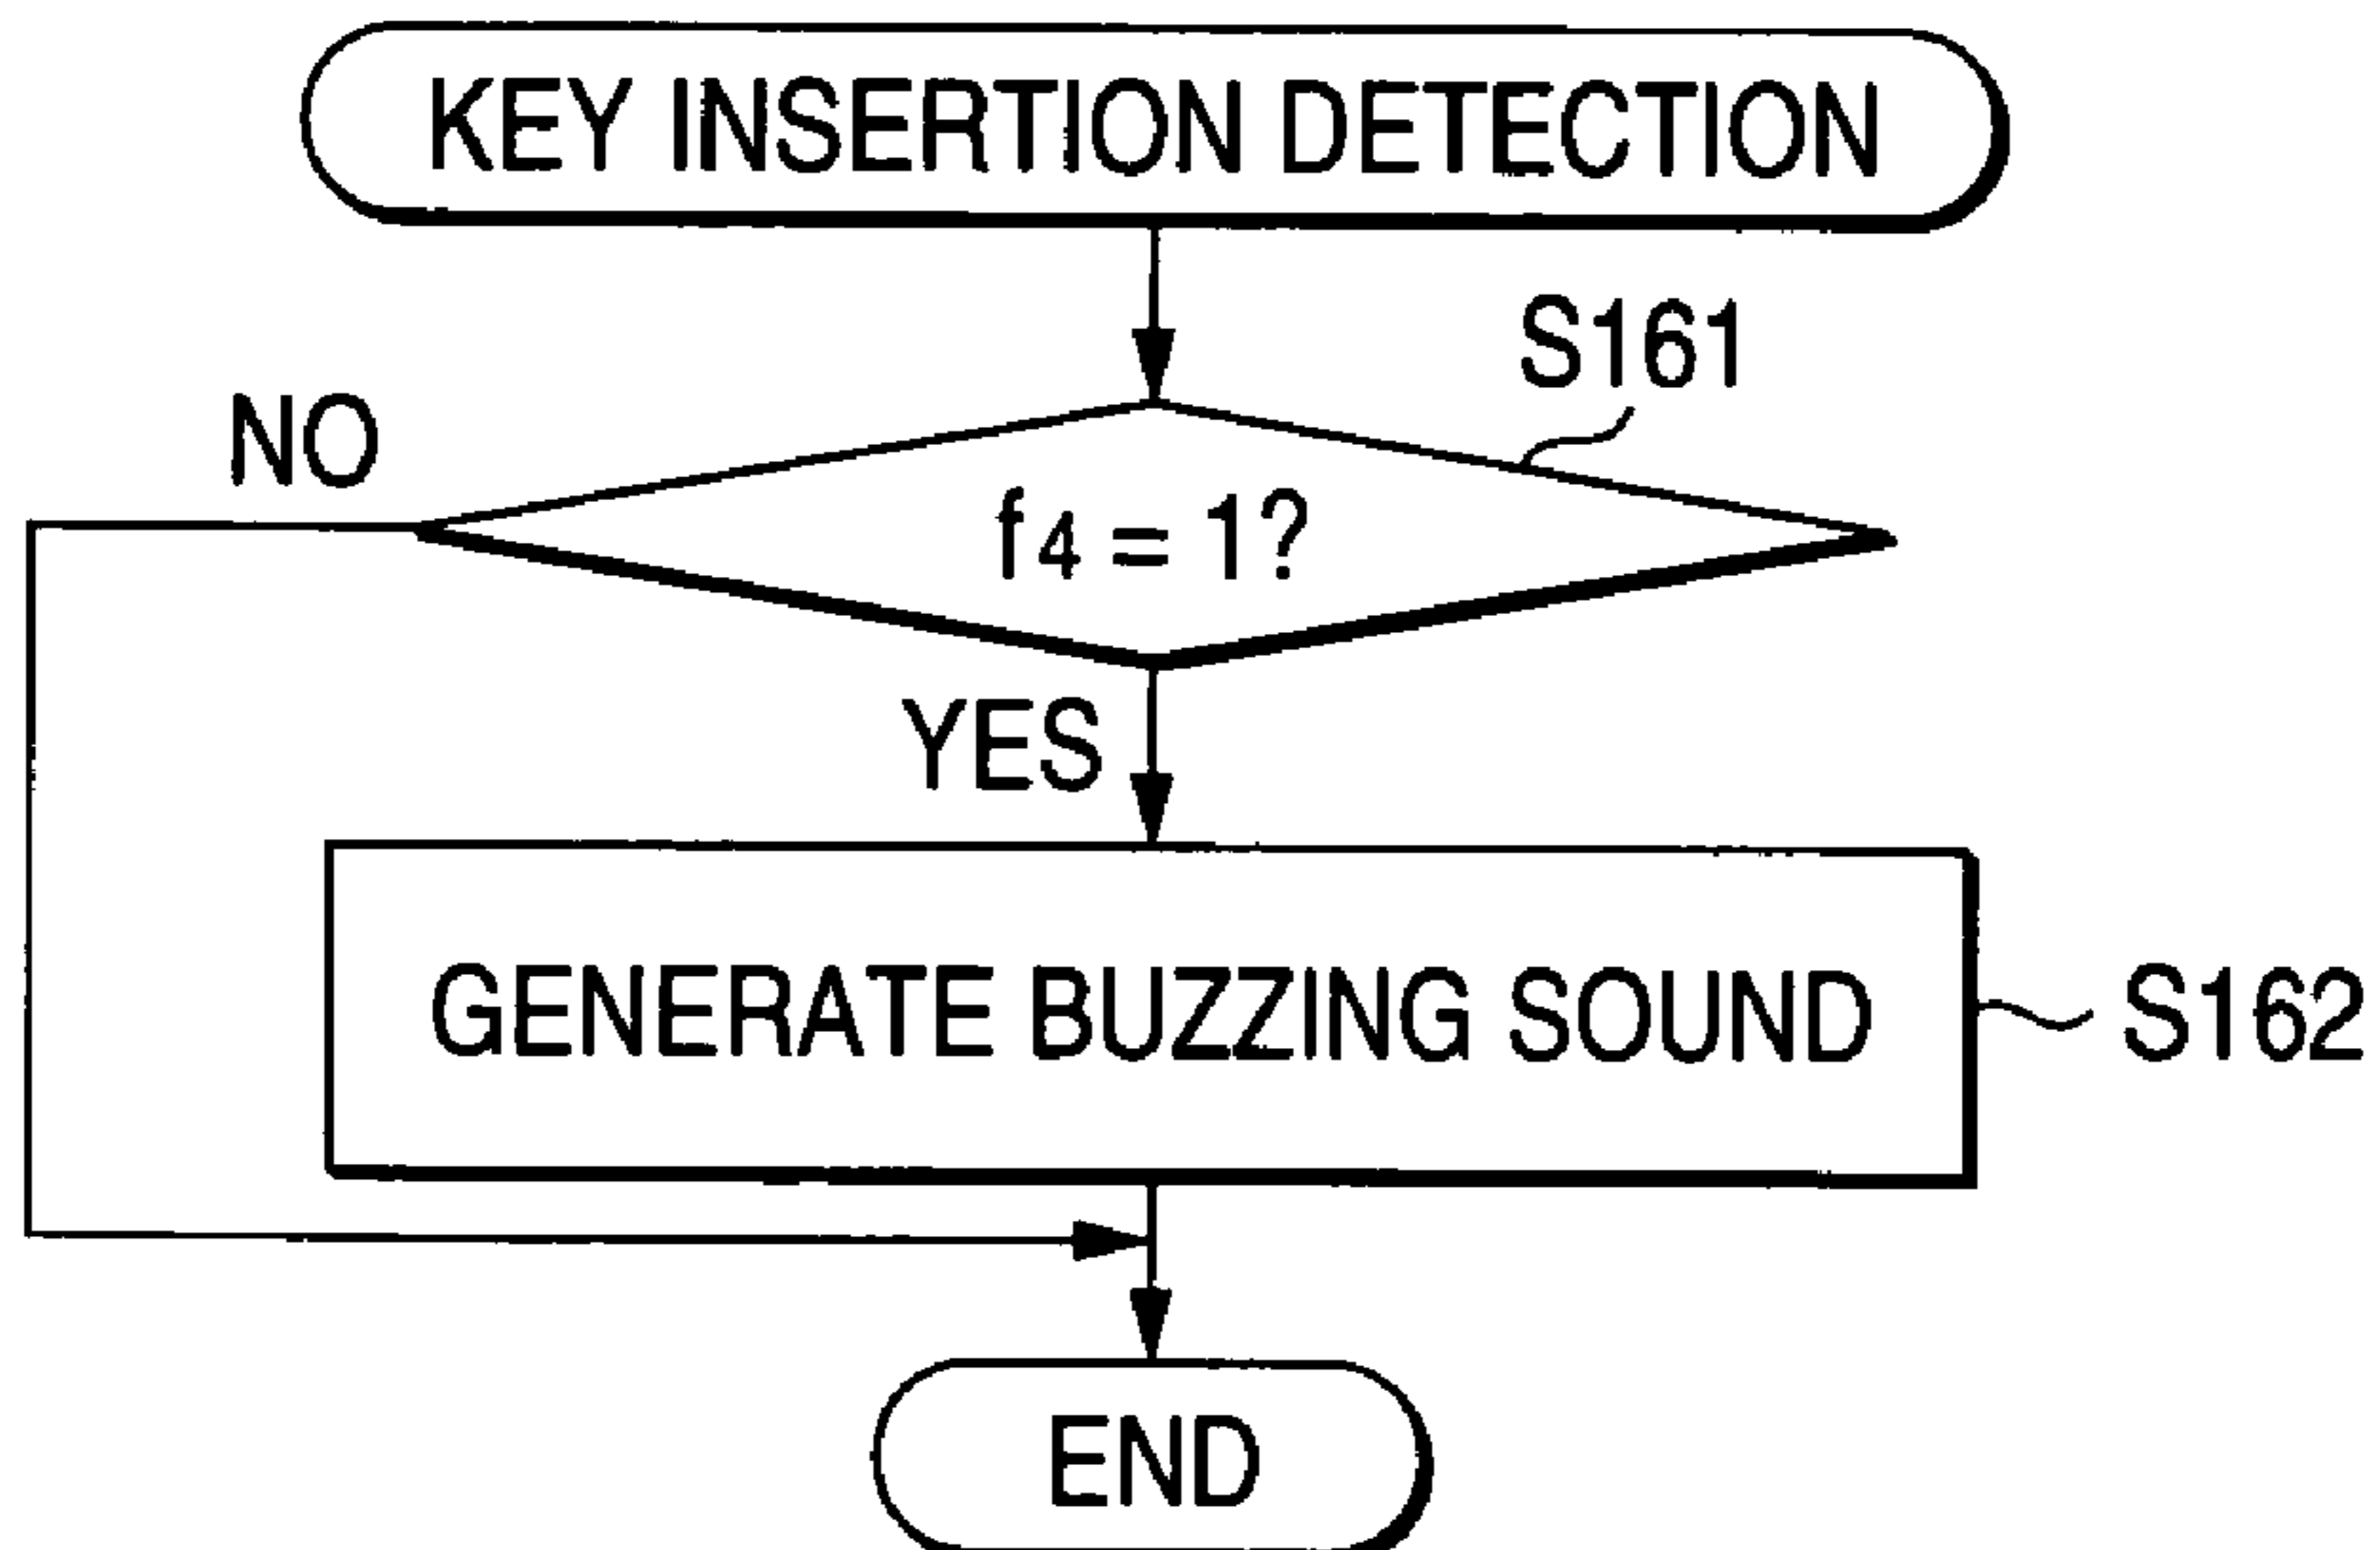 KEY INSERTION DETECTION
S161
NO
f4 = 1?
YES
GENERATE BUZZING SOUND
S162
END